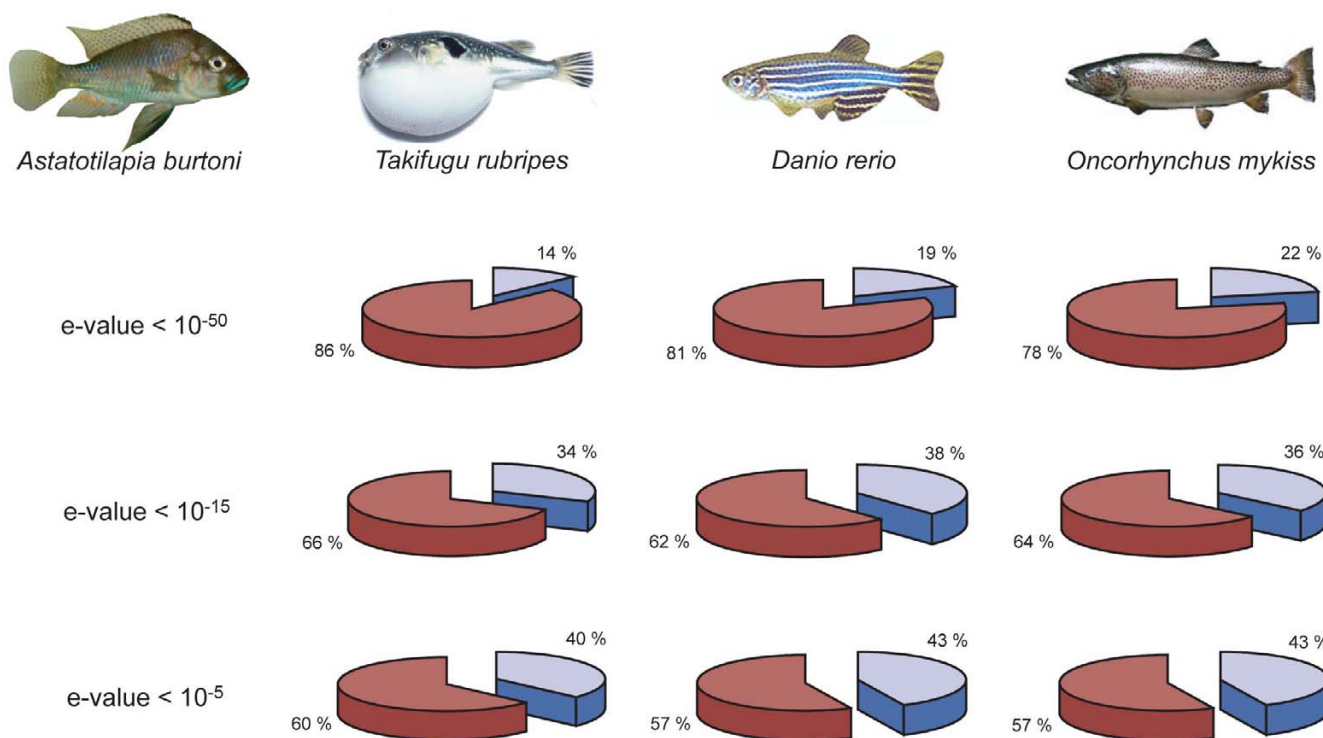 Astatotilapia burtoni
Takifugu rubripes
Danio rerio
Oncorhynchus mykiss
e-value < 10-50
14 %
86 %
19 %
81 %
22 %
78 %
e-value < 10-15
34 %
66 %
38 %
62 %
36 %
64 %
e-value < 10-5
40 %
60 %
43 %
57 %
43 %
57 %